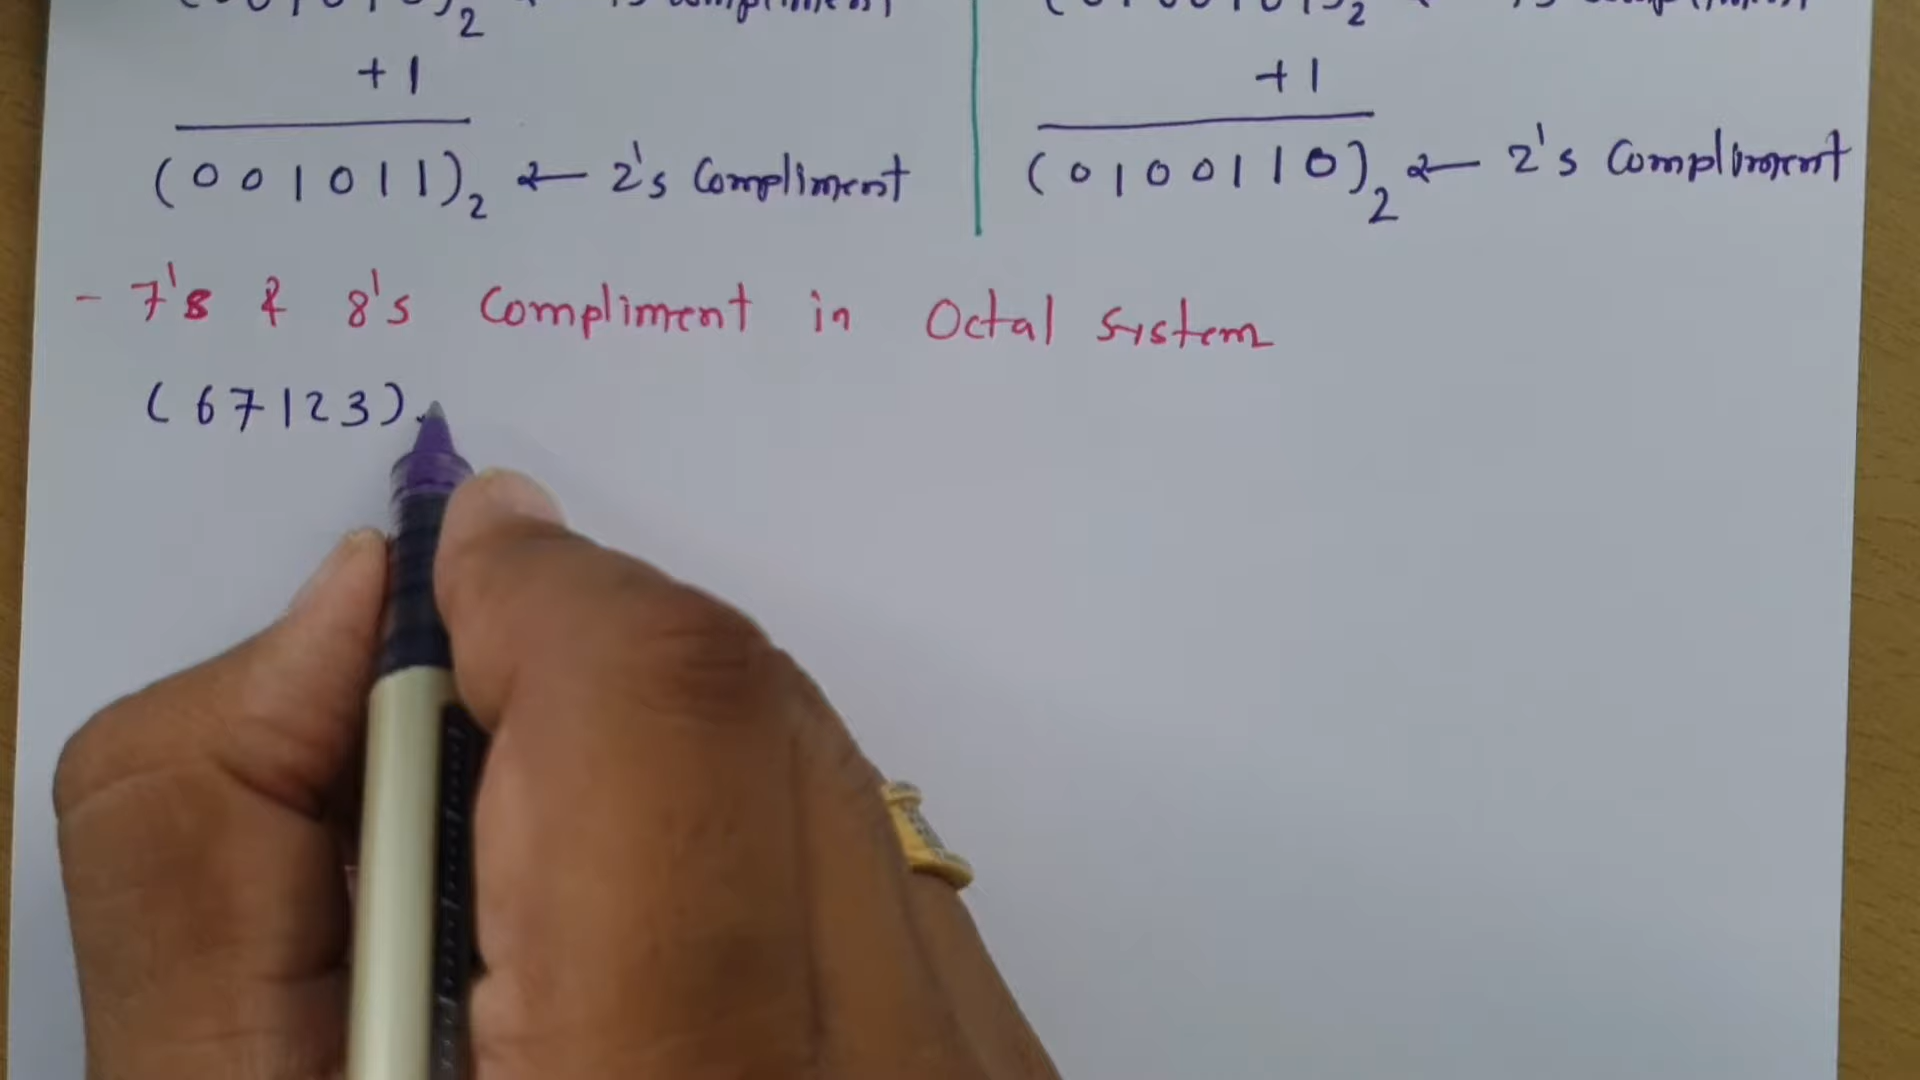 +1 +1
(001011)2 ← 2's Compliment (0100110)2 ← 2's Compliment
- 7's & 8's Compliment in Octal System
(67123)